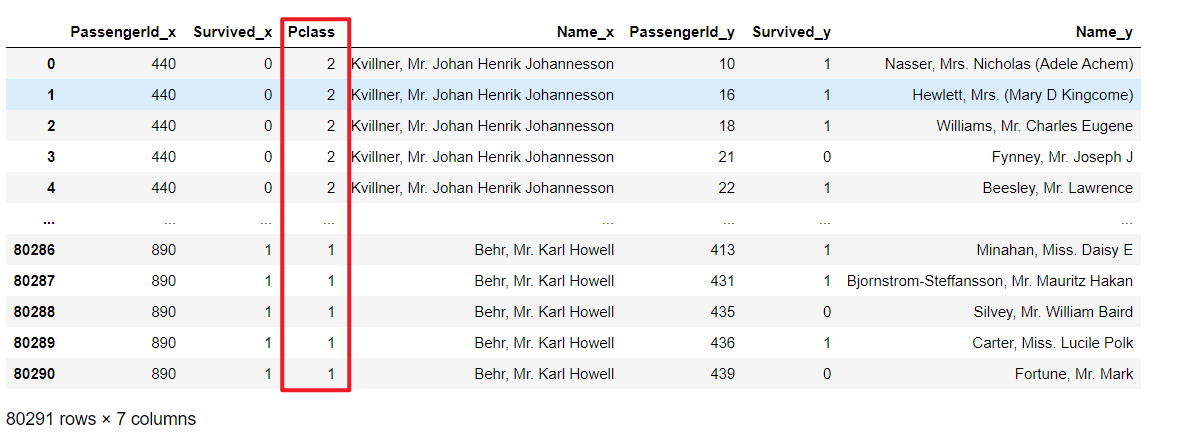 PassengerId_x Survived_x Pclass Name_x PassengerId_y Survived_y Name_y
0 440 0 2 Kvillner, Mr. Johan Henrik Johannesson 10 1 Nasser, Mrs. Nicholas (Adele Achem)
1 440 0 2 Kvillner, Mr. Johan Henrik Johannesson 16 1 Hewlett, Mrs. (Mary D Kingcome)
2 440 0 2 Kvillner, Mr. Johan Henrik Johannesson 18 1 Williams, Mr. Charles Eugene
3 440 0 2 Kvillner, Mr. Johan Henrik Johannesson 21 0 Fynney, Mr. Joseph J
4 440 0 2 Kvillner, Mr. Johan Henrik Johannesson 22 1 Beesley, Mr. Lawrence
... ... ... ... ... ... ... ...
80286 890 1 1 Behr, Mr. Karl Howell 413 1 Minahan, Miss. Daisy E
80287 890 1 1 Behr, Mr. Karl Howell 431 1 Bjornstrom-Steffansson, Mr. Mauritz Hakan
80288 890 1 1 Behr, Mr. Karl Howell 435 0 Silvey, Mr. William Baird
80289 890 1 1 Behr, Mr. Karl Howell 436 1 Carter, Miss. Lucile Polk
80290 890 1 1 Behr, Mr. Karl Howell 439 0 Fortune, Mr. Mark
80291 rows × 7 columns